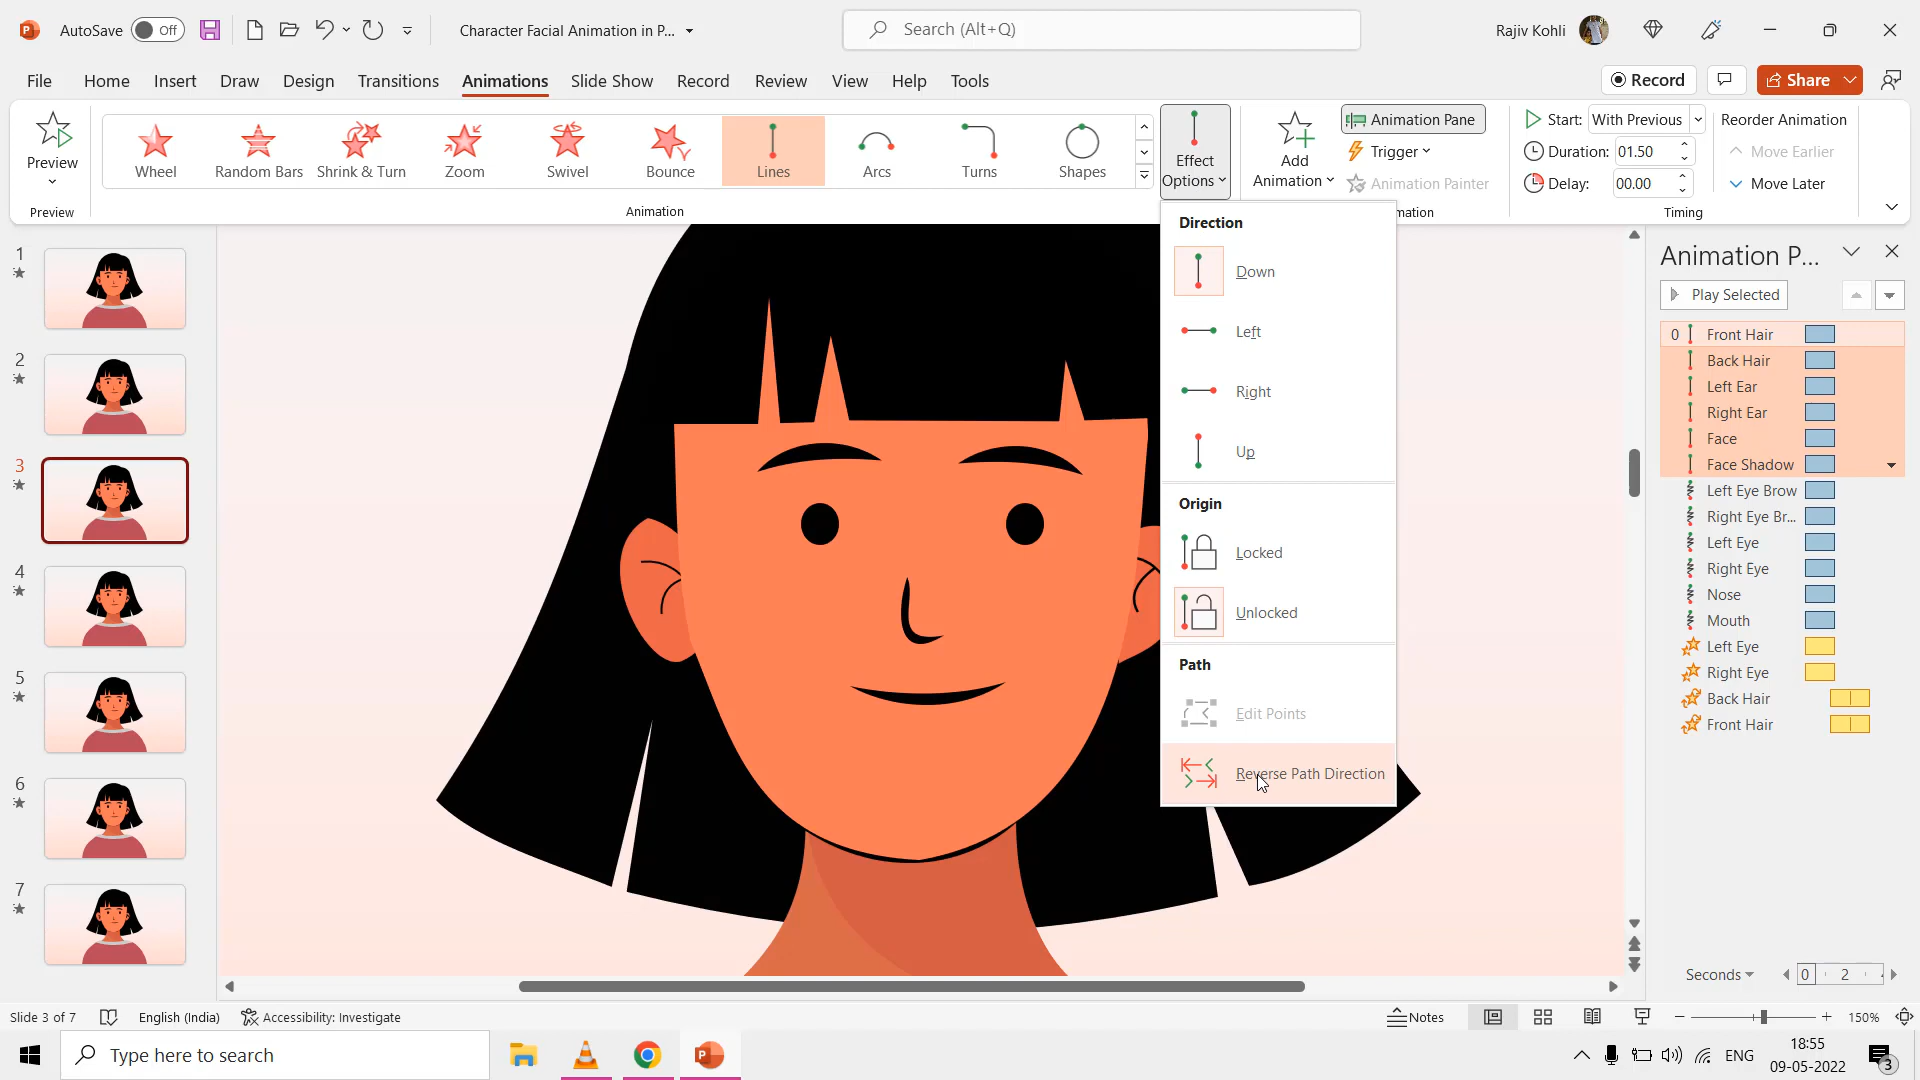 AutoSave Off
Character Facial Animation in P...
Search (Alt+Q)
Rajiv Kohli
File Home Insert Draw Design Transitions Animations Slide Show Record Review View Help Tools
Record
Share
Preview
Preview
Wheel
Random Bars
Shrink & Turn
Zoom
Swivel
Bounce
Lines
Arcs
Turns
Shapes
Animation
Effect
Options
Add
Animation
Animation Pane
Trigger
Animation Painter
mation
Start: With Previous
Duration: 01.50
Delay: 00.00
Timing
Reorder Animation
Move Earlier
Move Later
1
2
3
4
5
6
7
Direction
Down
Left
Right
Up
Origin
Locked
Unlocked
Path
Edit Points
Reverse Path Direction
Animation P...
Play Selected
0 Front Hair
Back Hair
Left Ear
Right Ear
Face
Face Shadow
Left Eye Brow
Right Eye Br...
Left Eye
Right Eye
Nose
Mouth
Left Eye
Right Eye
Back Hair
Front Hair
Seconds 0 2
Slide 3 of 7
English (India)
Accessibility: Investigate
Notes
150%
Type here to search
ENG
18:55
09-05-2022
3